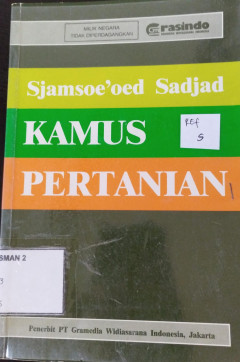 MILIK NEGARA
TIDAK DIPERDAGANGKAN
Grasindo
Sjamsoe'oed Sadjad
KAMUS
Ref
S
PERTANIAN
SMAN 2
Penerbit PT Gramedia Widiasarana Indonesia, Jakarta